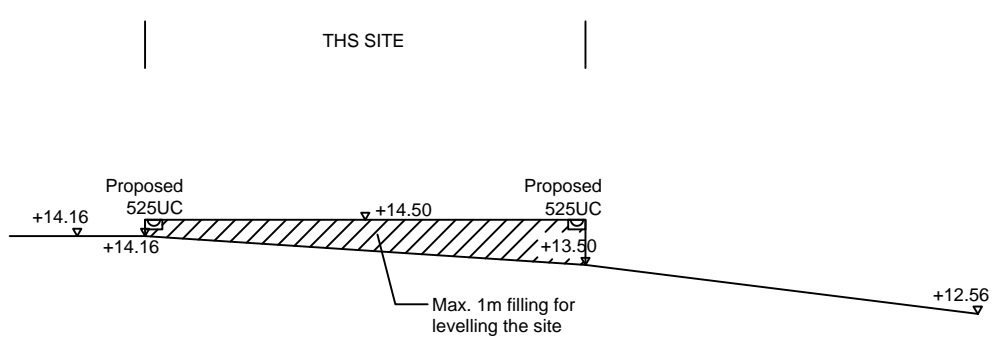 THS SITE
Proposed
525UC
Proposed
525UC
+14.16
+14.50
+14.16
+13.50
Max. 1m filling for
levelling the site
+12.56